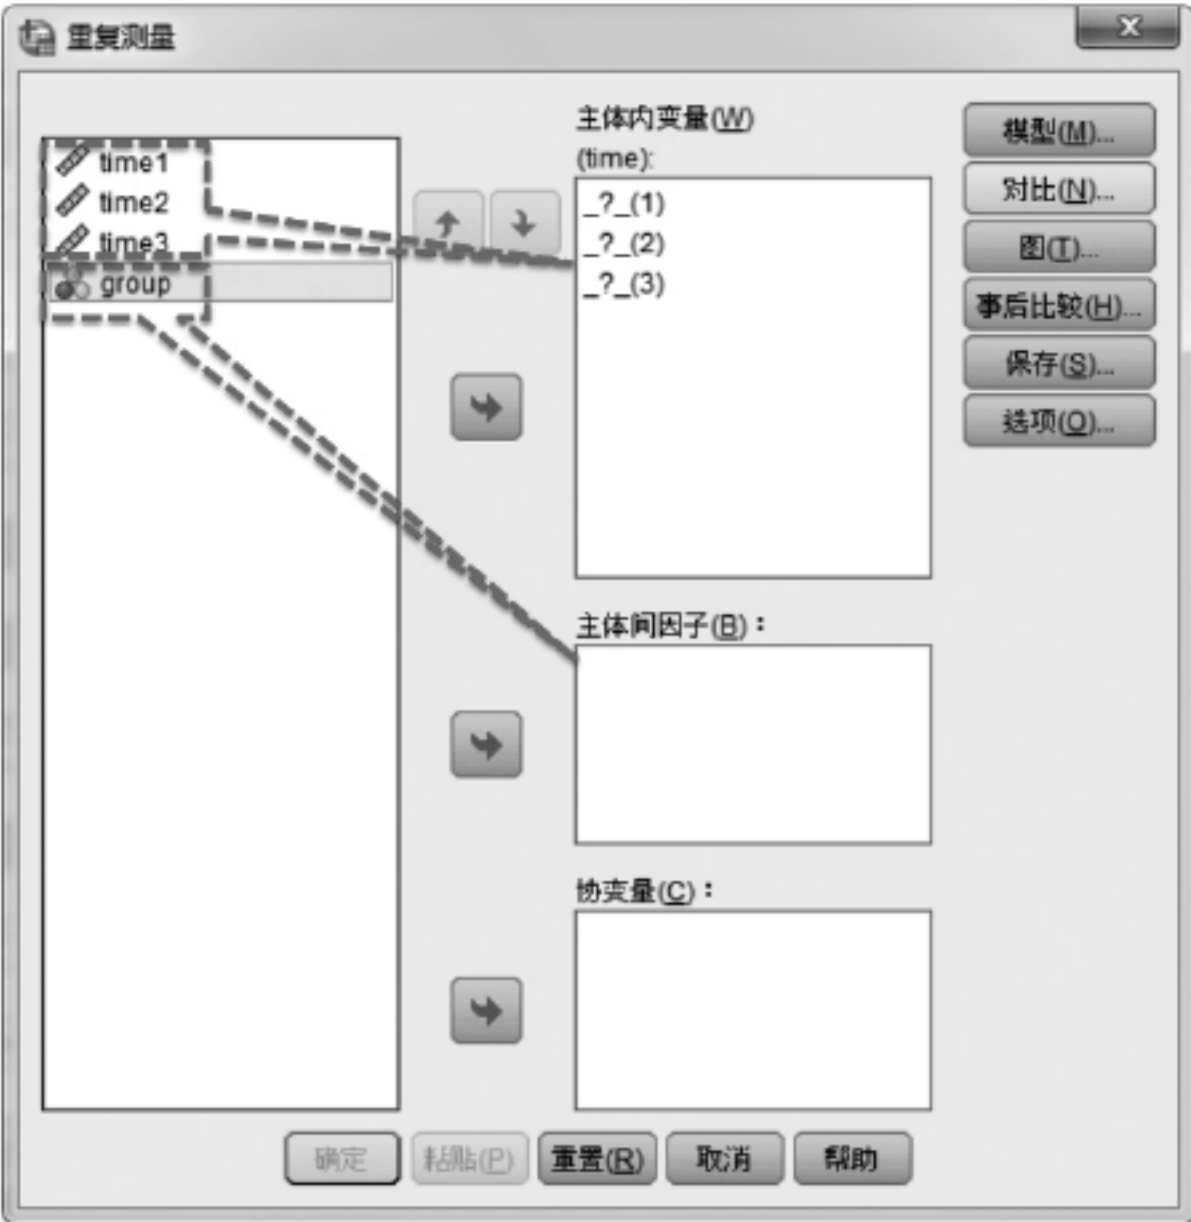 重复测量
主体内变量(W)
(time):
time1
time2
time3
group
_?_(1)
_?_(2)
_?_(3)
模型(M)...
对比(N)...
图(T)...
事后比较(H)...
保存(S)...
选项(O)...
主体间因子(B)：
协变量(C)：
确定
粘贴(P)
重置(R)
取消
帮助